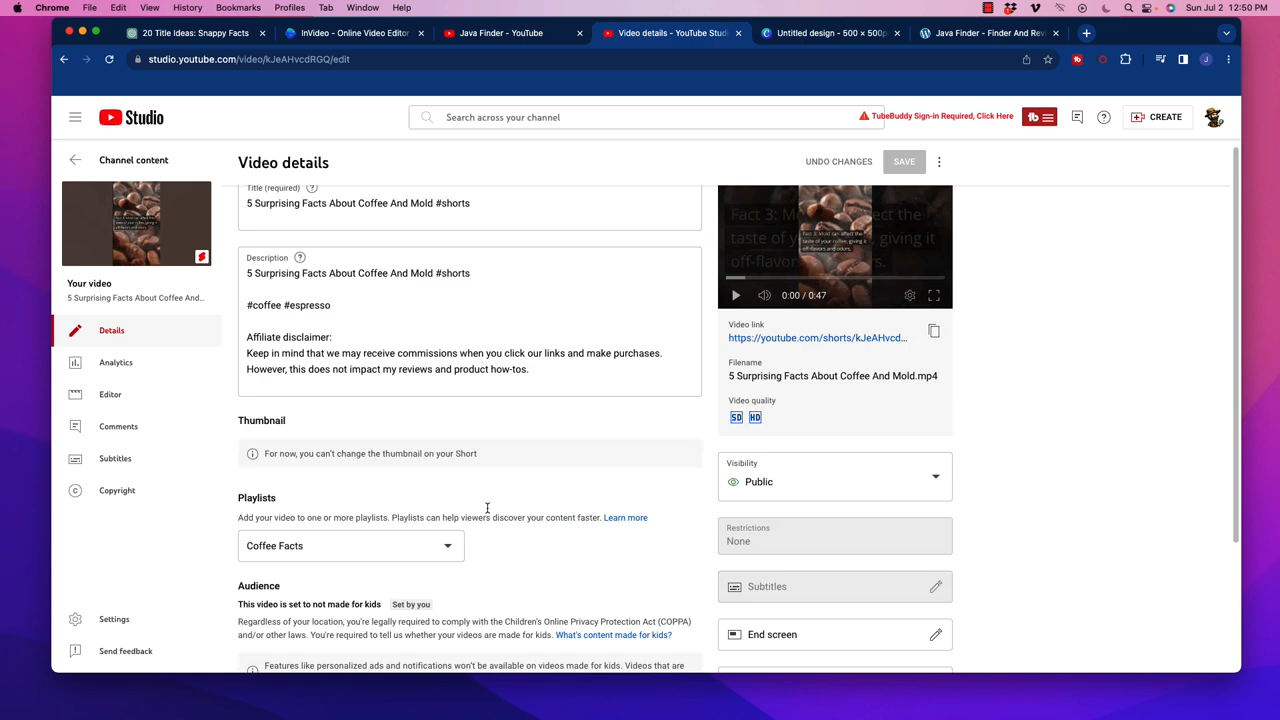 Chrome File Edit View History Bookmarks Profiles Tab Window Help
Sun Jul 2 12:50 PM
20 Title Ideas: Snappy Facts
InVideo - Online Video Editor
Java Finder - YouTube
Video details - YouTube Studio
Untitled design - 500 × 500p
Java Finder - Finder And Rev
studio.youtube.com/video/kJeAHvcdRGQ/edit
J
Studio
Search across your channel
TubeBuddy Sign-in Required, Click Here
tb
CREATE
Channel content
Video details
UNDO CHANGES
SAVE
Your video
5 Surprising Facts About Coffee And...
Details
Analytics
Editor
Comments
Subtitles
Copyright
Settings
Send feedback
Title (required)
5 Surprising Facts About Coffee And Mold #shorts
Description
5 Surprising Facts About Coffee And Mold #shorts
#coffee #espresso
Affiliate disclaimer:
Keep in mind that we may receive commissions when you click our links and make purchases.
However, this does not impact my reviews and product how-tos.
Thumbnail
For now, you can't change the thumbnail on your Short
Playlists
Add your video to one or more playlists. Playlists can help viewers discover your content faster. Learn more
Coffee Facts
Audience
This video is set to not made for kids Set by you
Regardless of your location, you're legally required to comply with the Children's Online Privacy Protection Act (COPPA)
and/or other laws. You're required to tell us whether your videos are made for kids. What's content made for kids?
Features like personalized ads and notifications won't be available on videos made for kids. Videos that are
Fact 3: Mold can affect the
taste of your coffee, giving it
off-flavors and odors.
0:00 / 0:47
Video link
https://youtube.com/shorts/kJeAHvcd...
Filename
5 Surprising Facts About Coffee And Mold.mp4
Video quality
SD HD
Visibility
Public
Restrictions
None
Subtitles
End screen